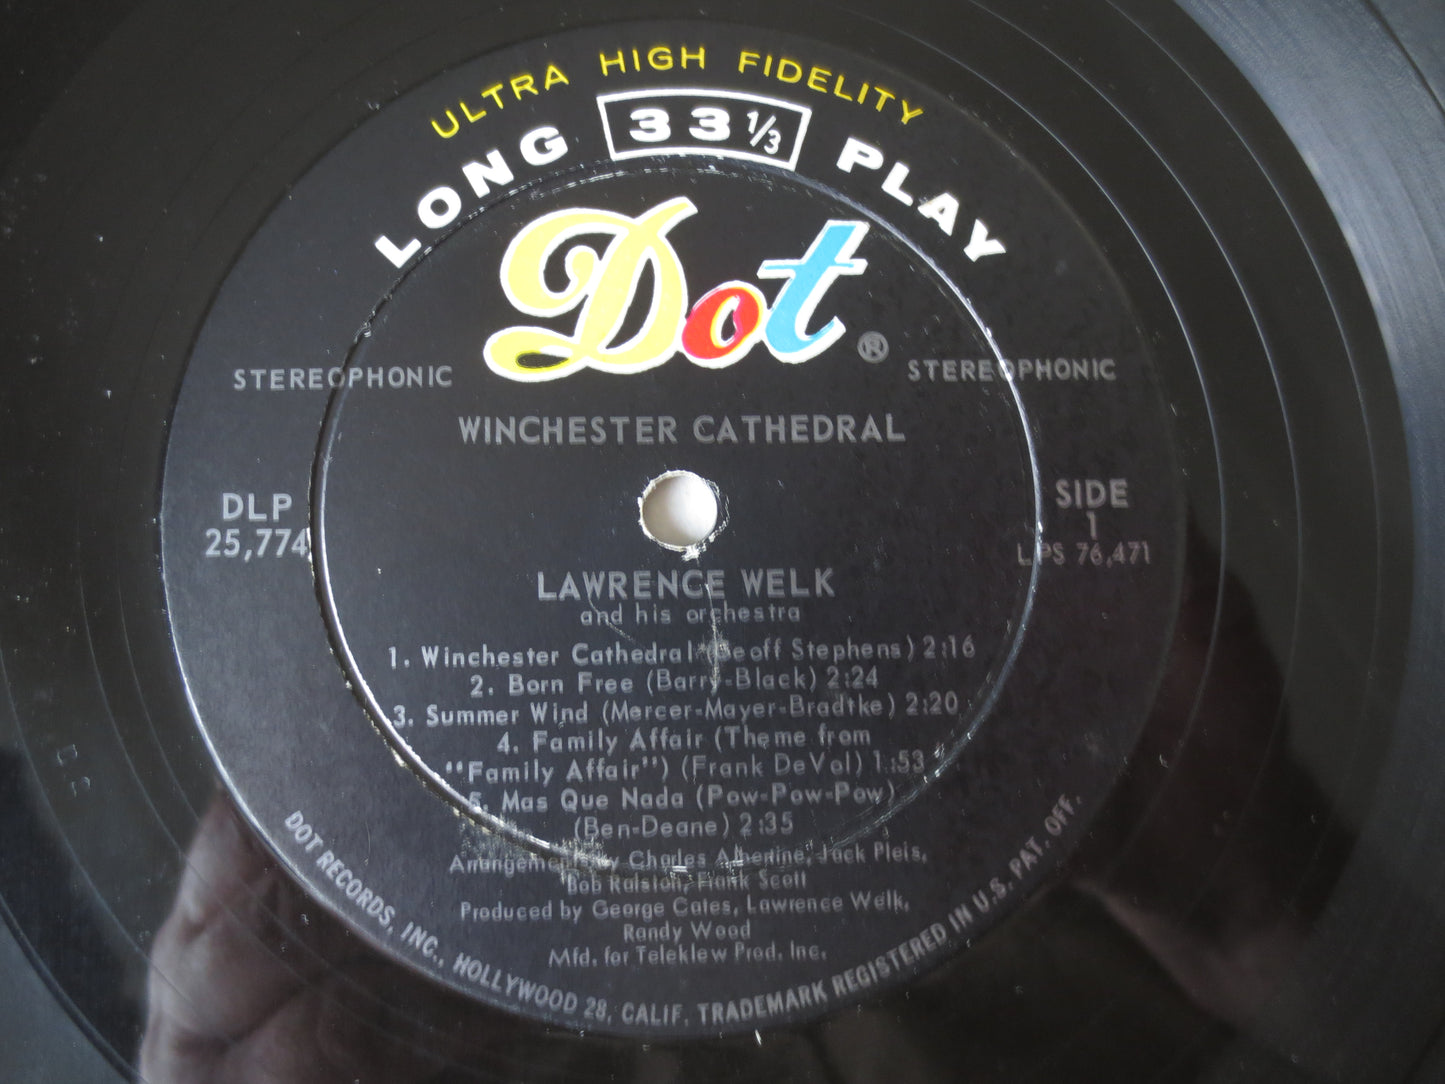 ULTRA HIGH FIDELITY
LONG 33 1/3 PLAY
Dot ®
STEREOPHONIC STEREOPHONIC
WINCHESTER CATHEDRAL
DLP
25,774
SIDE
1
LPS 76,471
LAWRENCE WELK
and his orchestra
1. Winchester Cathedral (Geoff Stephens) 2:16
2. Born Free (Barry-Black) 2:24
3. Summer Wind (Mercer-Mayer-Bradtke) 2:20
4. Family Affair (Theme from
"Family Affair") (Frank DeVol) 1:53
5. Mas Que Nada (Pow-Pow-Pow)
(Ben-Deane) 2:35
Arrangements by Charles Albertine, Jack Pleis,
Bob Ralston, Frank Scott
Produced by George Cates, Lawrence Welk,
Randy Wood
Mfd. for Teleklew Prod. Inc.
DOT RECORDS, INC., HOLLYWOOD 28, CALIF. TRADEMARK REGISTERED IN U.S. PAT. OFF.